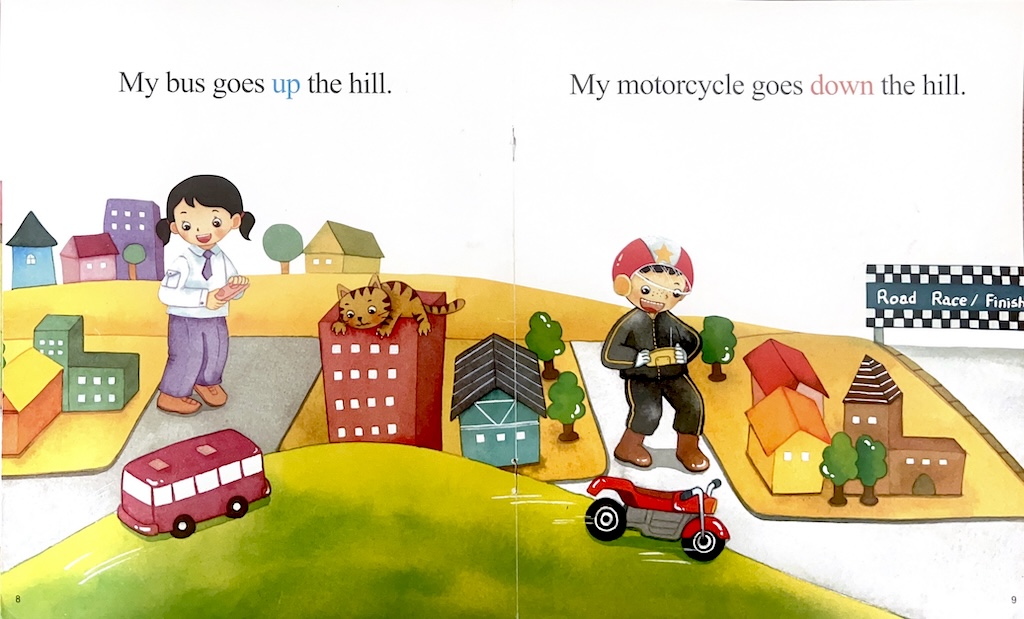 My bus goes up the hill.
My motorcycle goes down the hill.
Road Race/ Finish
8
9